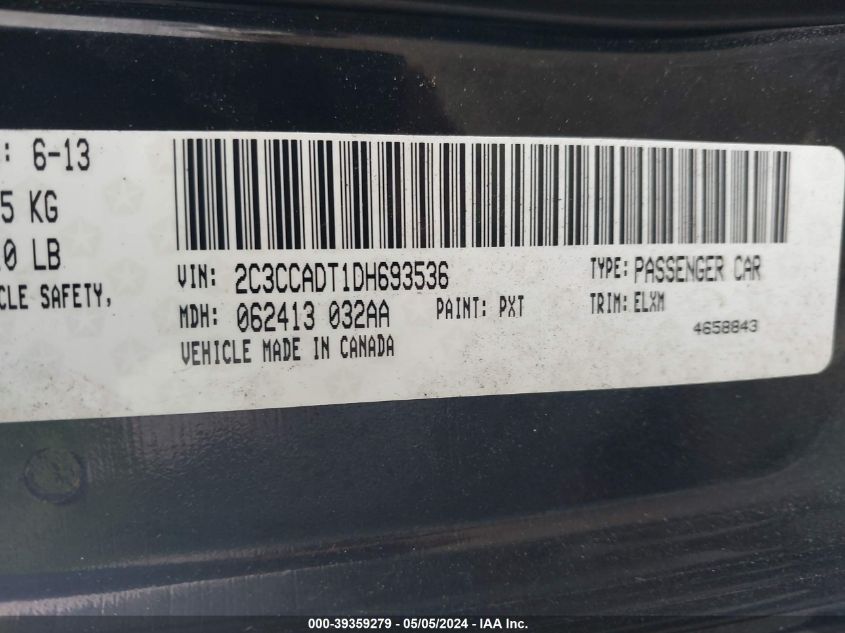 : 6-13
5 KG
0 LB
CLE SAFETY,
VIN: 2C3CCADT1DH693536
TYPE: PASSENGER CAR
MDH: 062413 032AA
PAINT: PXT
TRIM: ELXM
VEHICLE MADE IN CANADA
4658843
000-39359279 - 05/05/2024 - IAA Inc.